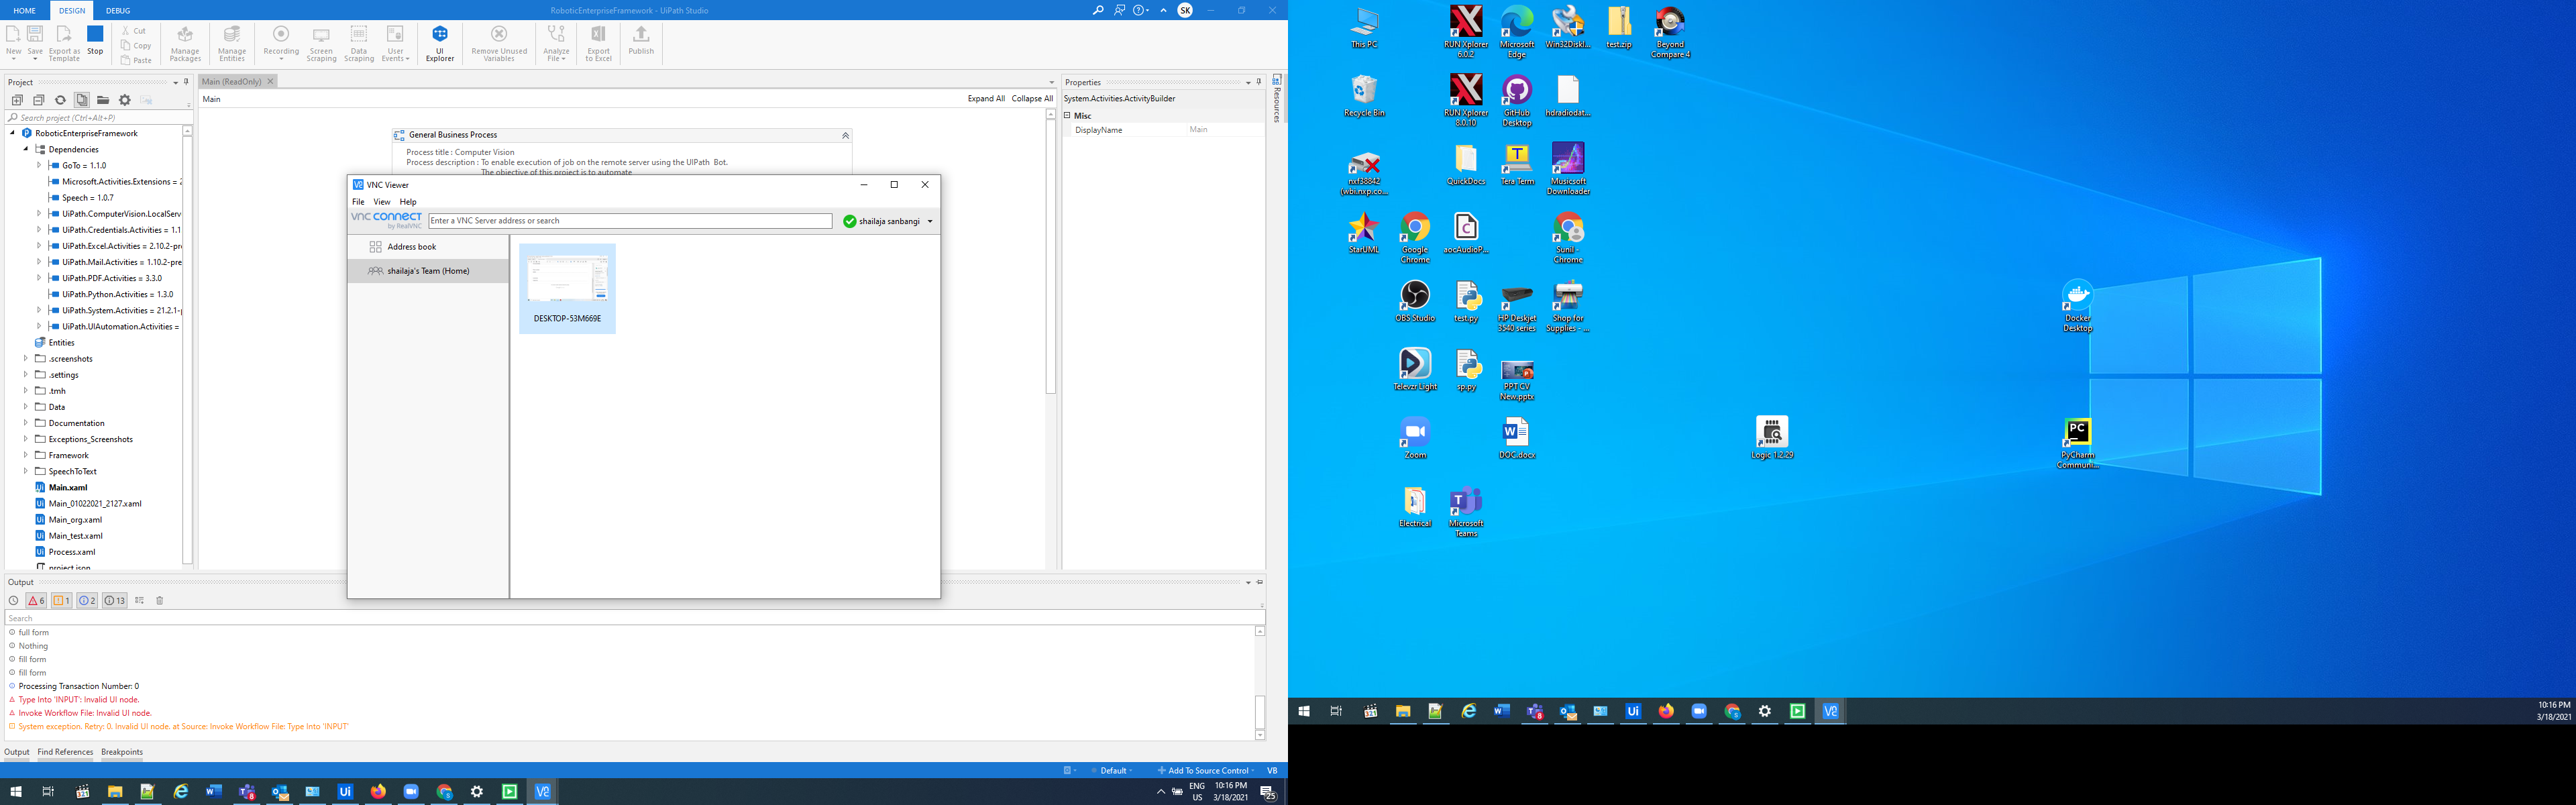 HOME DESIGN DEBUG
RoboticEnterpriseFramework - UiPath Studio
SK
New
Save
Export as Template
Stop
Cut
Copy
Paste
Manage Packages
Manage Entities
Recording
Screen Scraping
Data Scraping
User Events
UI Explorer
Remove Unused Variables
Analyze File
Export to Excel
Publish
Project
Search project (Ctrl+Alt+P)
RoboticEnterpriseFramework
Dependencies
GoTo = 1.1.0
Microsoft.Activities.Extensions = 2
Speech = 1.0.7
UiPath.ComputerVision.LocalServ
UiPath.Credentials.Activities = 1.1
UiPath.Excel.Activities = 2.10.2-pre
UiPath.Mail.Activities = 1.10.2-pre
UiPath.PDF.Activities = 3.3.0
UiPath.Python.Activities = 1.3.0
UiPath.System.Activities = 21.2.1-p
UiPath.UIAutomation.Activities =
Entities
.screenshots
.settings
.tmh
Data
Documentation
Exceptions_Screenshots
Framework
SpeechToText
Main.xaml
Main_01022021_2127.xaml
Main_org.xaml
Main_test.xaml
Process.xaml
project.json
Main (ReadOnly)
Main
Expand All Collapse All
General Business Process
Process title : Computer Vision
Process description : To enable execution of job on the remote server using the UIPath Bot.
The objective of this project is to automate
VNC Viewer
File View Help
VNC CONNECT
by RealVNC
Enter a VNC Server address or search
shailaja sanbangi
Address book
shailaja's Team (Home)
DESKTOP-53M669E
Properties
System.Activities.ActivityBuilder
Misc
DisplayName Main
Resources
Output
6 1 2 13
Search
full form
Nothing
fill form
fill form
Processing Transaction Number: 0
Type Into 'INPUT': Invalid UI node.
Invoke Workflow File: Invalid UI node.
System exception. Retry: 0. Invalid UI node. at Source: Invoke Workflow File: Type Into 'INPUT'
Output Find References Breakpoints
Default
Add To Source Control
VB
ENG
US
10:16 PM
3/18/2021
25
This PC
RUN Xplorer 6.0.2
Microsoft Edge
Win32DiskI...
test.zip
Beyond Compare 4
Recycle Bin
RUN Xplorer 8.0.10
GitHub Desktop
hdradiodat...
nxf38842 (wbi.nxp.co...
QuickDocs
Tera Term
Musicsoft Downloader
StarUML
Google Chrome
aocAudioP...
Sunil - Chrome
OBS Studio
test.py
HP Deskjet 3540 series
Shop for Supplies - ...
Docker Desktop
Televzr Light
sp.py
PPT CV New.pptx
Zoom
DOC.docx
Logic 1.2.29
PyCharm Communi...
Electrical
Microsoft Teams
10:16 PM
3/18/2021